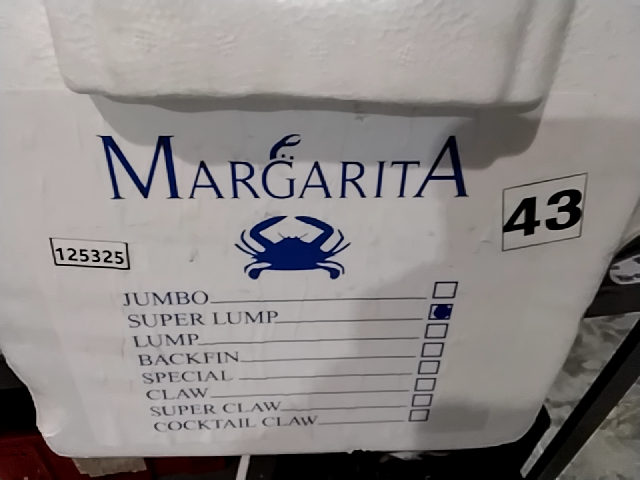 MARGARITA
43
125325
JUMBO
SUPER LUMP
LUMP
BACKFIN
SPECIAL
CLAW
SUPER CLAW
COCKTAIL CLAW